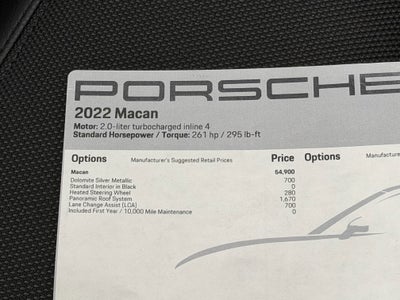 PORSCHE
2022 Macan
Motor: 2.0-liter turbocharged inline 4
Standard Horsepower / Torque: 261 hp / 295 lb-ft
Options Manufacturer's Suggested Retail Prices Price Options Manufacturer
Macan 54,900
Dolomite Silver Metallic 700
Standard Interior in Black 0
Heated Steering Wheel 280
Panoramic Roof System 1,670
Lane Change Assist (LCA) 700
Included First Year / 10,000 Mile Maintenance 0